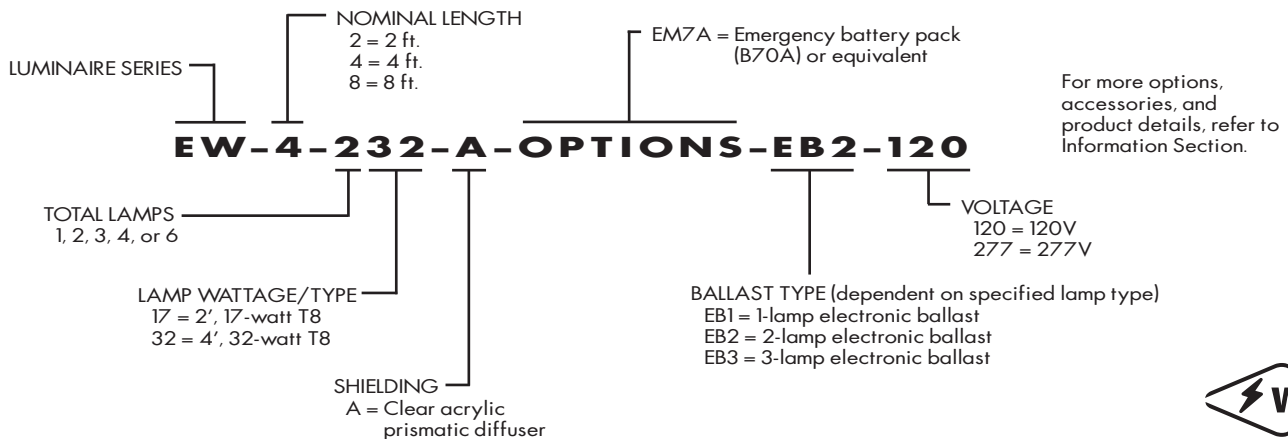 NOMINAL LENGTH
2 = 2 ft.
4 = 4 ft.
8 = 8 ft.
LUMINAIRE SERIES
EM7A = Emergency battery pack
(B70A) or equivalent
For more options,
accessories, and
product details, refer to
Information Section.
EW-4-232-A-OPTIONS-EB2-120
TOTAL LAMPS
1, 2, 3, 4, or 6
VOLTAGE
120 = 120V
277 = 277V
LAMP WATTAGE/TYPE
17 = 2', 17-watt T8
32 = 4', 32-watt T8
BALLAST TYPE (dependent on specified lamp type)
EB1 = 1-lamp electronic ballast
EB2 = 2-lamp electronic ballast
EB3 = 3-lamp electronic ballast
SHIELDING
A = Clear acrylic
prismatic diffuser